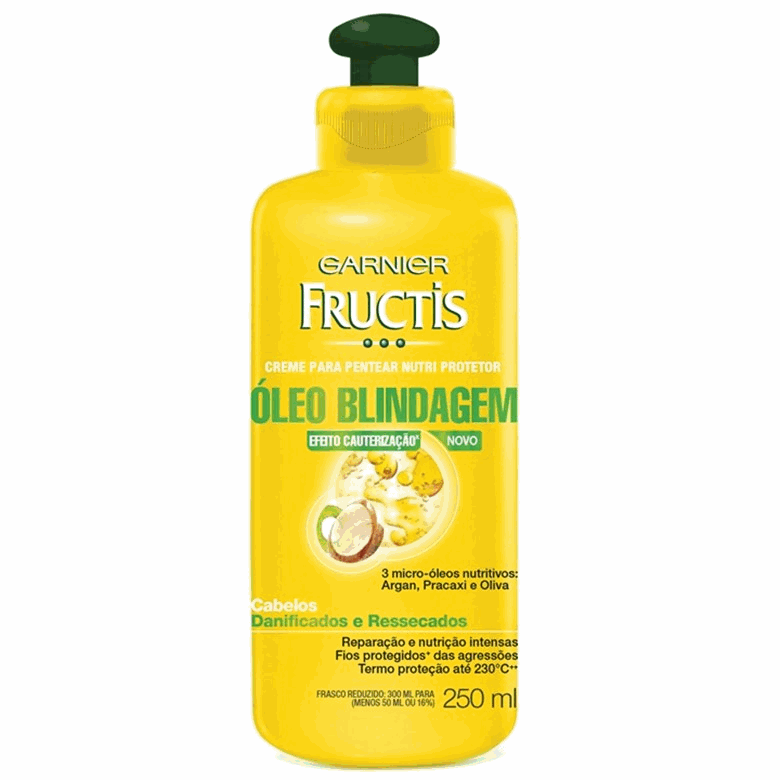 GARNIER
FRUCTIS
CREME PARA PENTEAR NUTRI PROTETOR
ÓLEO BLINDAGEM
EFEITO CAUTERIZAÇÃO*
NOVO
3 micro-óleos nutritivos:
Argan, Pracaxi e Oliva
Cabelos
Danificados e Ressecados
Reparação e nutrição intensas
Fios protegidos+ das agressões
Termo proteção até 230°C++
FRASCO REDUZIDO: 300 ML PARA
(MENOS 50 ML OU 16%) 250 ml